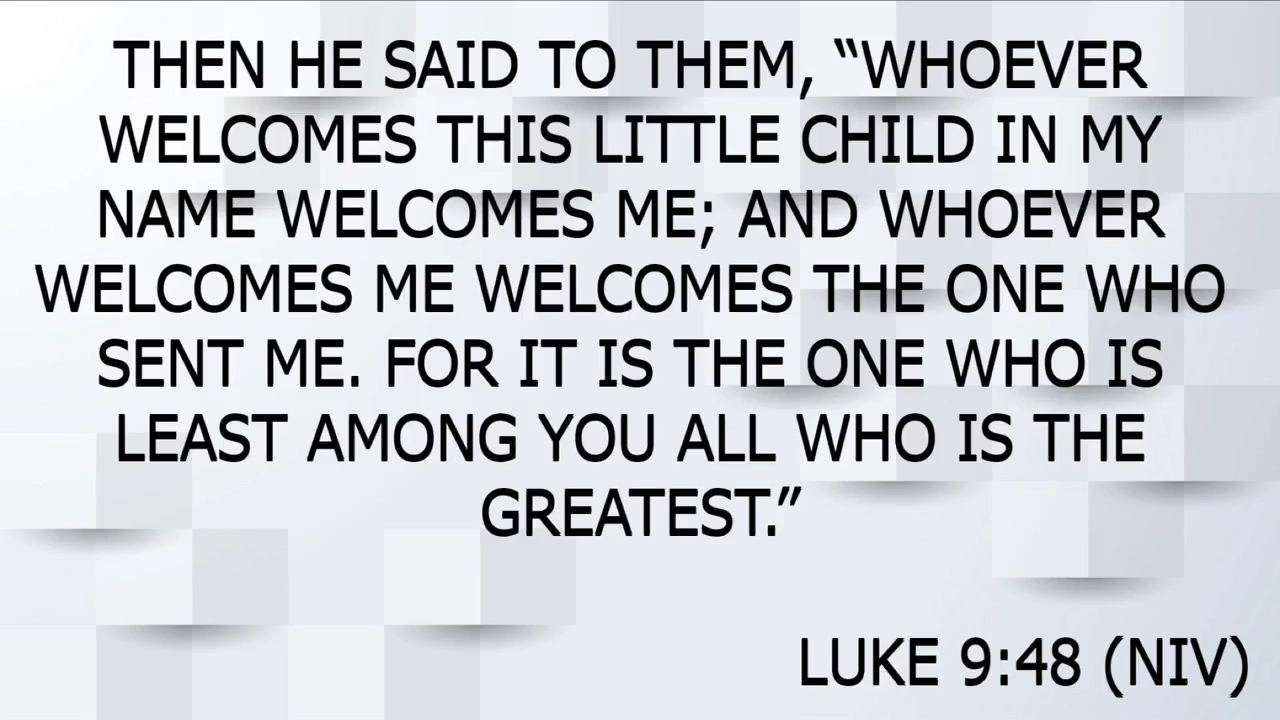 THEN HE SAID TO THEM, “WHOEVER
WELCOMES THIS LITTLE CHILD IN MY
NAME WELCOMES ME; AND WHOEVER
WELCOMES ME WELCOMES THE ONE WHO
SENT ME. FOR IT IS THE ONE WHO IS
LEAST AMONG YOU ALL WHO IS THE
GREATEST.”
LUKE 9:48 (NIV)